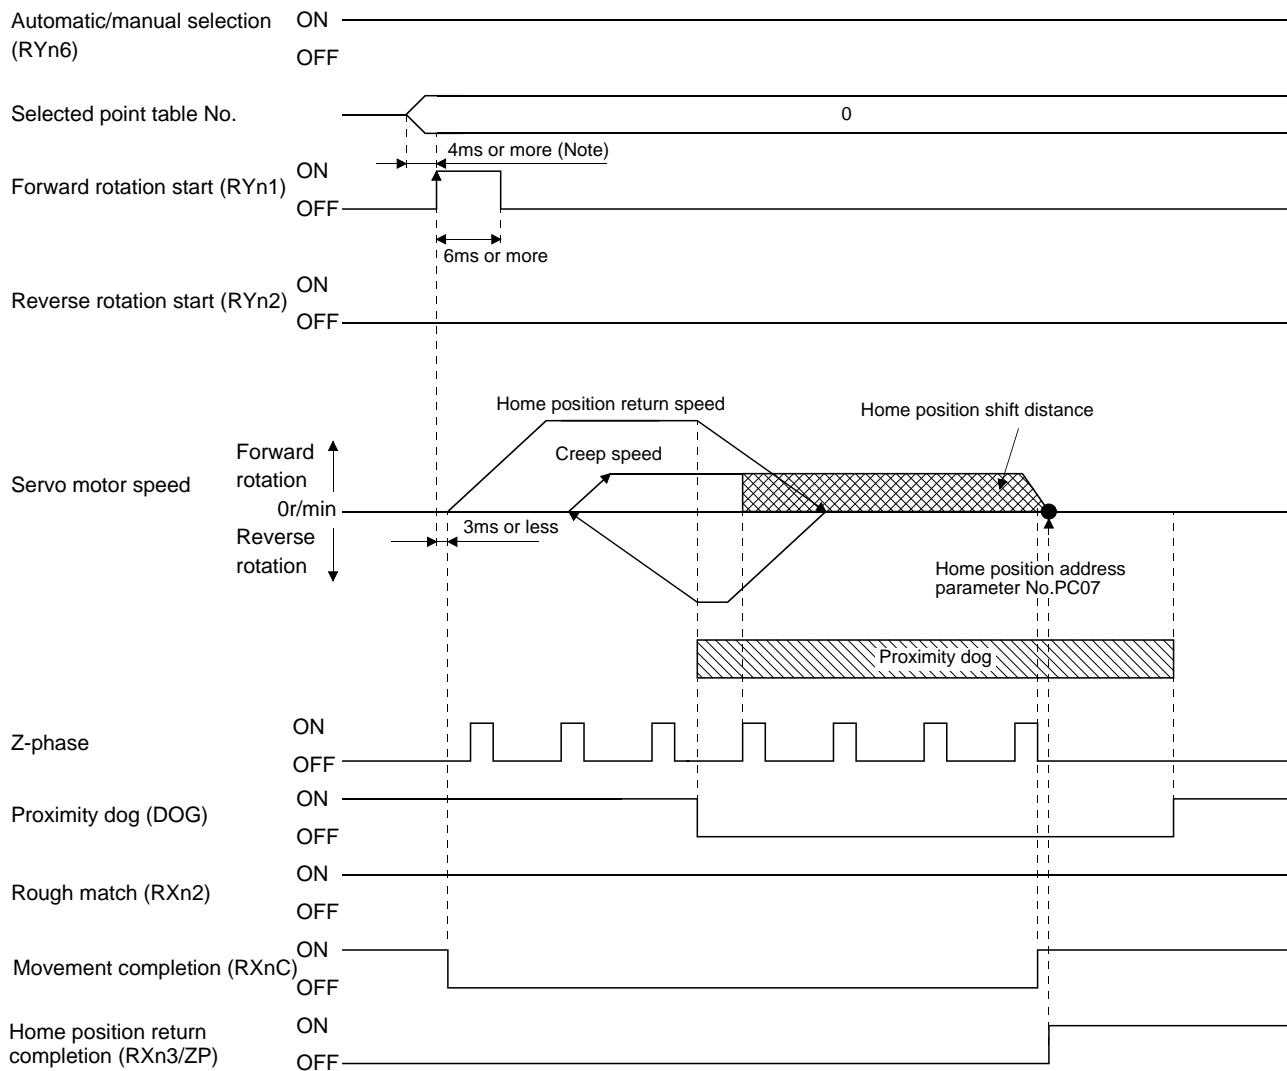 Automatic/manual selection
(RYn6)
ON
OFF
Selected point table No.
0
4ms or more (Note)
Forward rotation start (RYn1)
ON
OFF
6ms or more
Reverse rotation start (RYn2)
ON
OFF
Home position return speed
Home position shift distance
Creep speed
Servo motor speed
Forward
rotation
0r/min
Reverse
rotation
3ms or less
Home position address
parameter No.PC07
Proximity dog
Z-phase
ON
OFF
Proximity dog (DOG)
ON
OFF
Rough match (RXn2)
ON
OFF
Movement completion (RXnC)
ON
OFF
Home position return
completion (RXn3/ZP)
ON
OFF